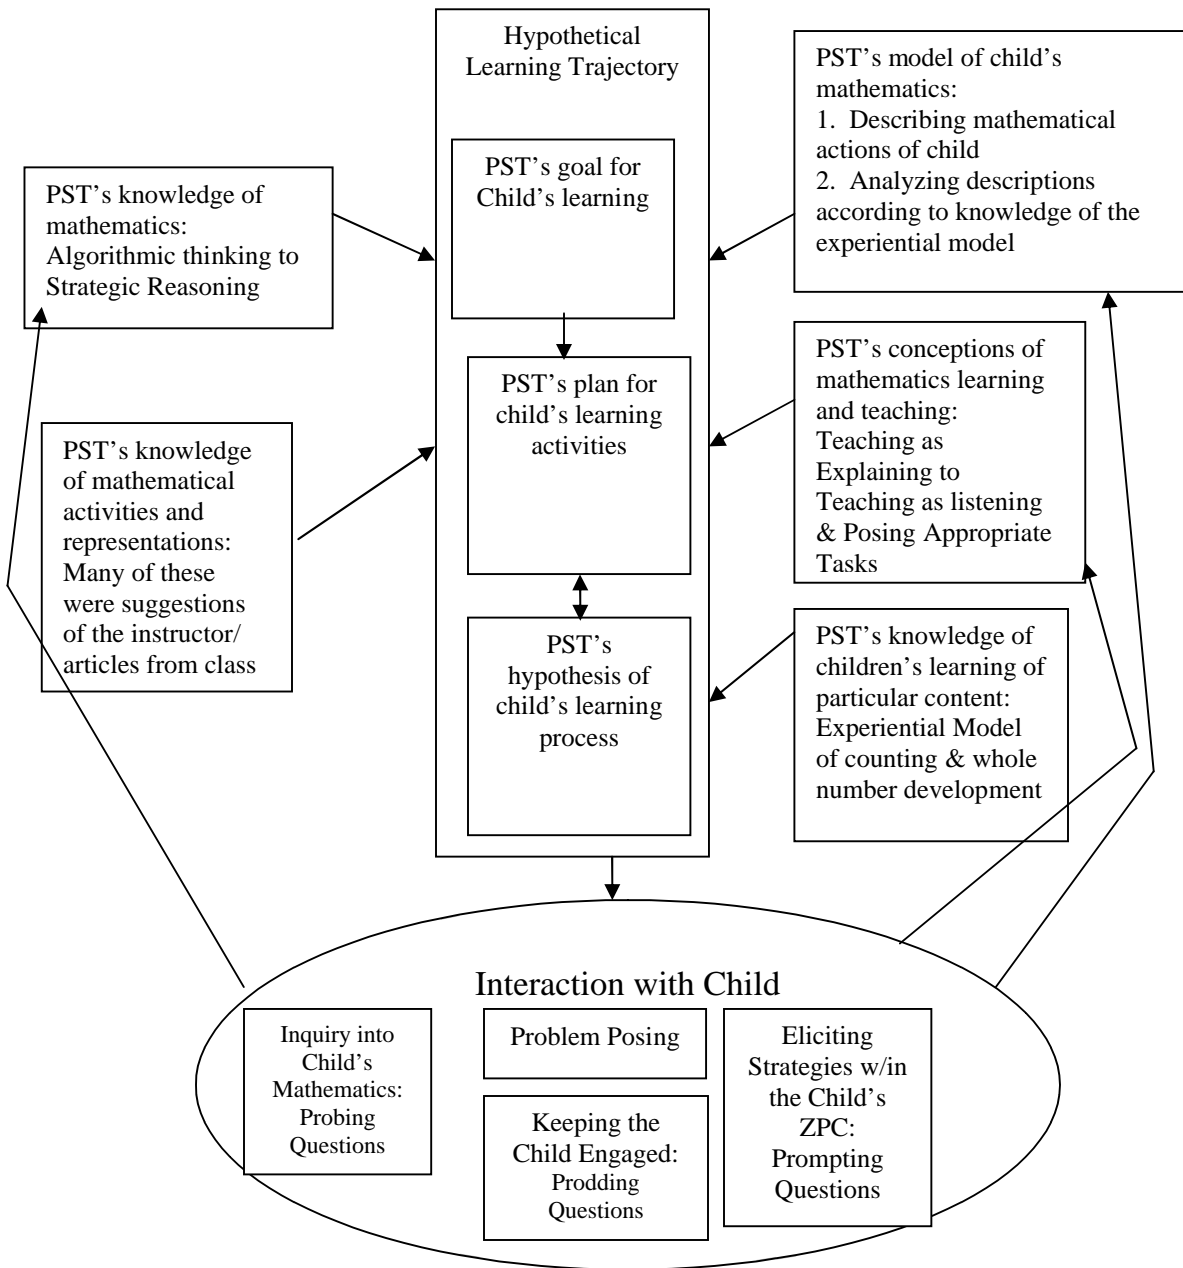 Hypothetical
Learning Trajectory
PST's goal for
Child's learning
PST's plan for
child's learning
activities
PST's
hypothesis of
child's learning
process
PST's knowledge of
mathematics:
Algorithmic thinking to
Strategic Reasoning
PST's knowledge
of mathematical
activities and
representations:
Many of these
were suggestions
of the instructor/
articles from class
PST's model of child's
mathematics:
1. Describing mathematical
actions of child
2. Analyzing descriptions
according to knowledge of the
experiential model
PST's conceptions of
mathematics learning
and teaching:
Teaching as
Explaining to
Teaching as listening
& Posing Appropriate
Tasks
PST's knowledge of
children's learning of
particular content:
Experiential Model
of counting & whole
number development
Interaction with Child
Inquiry into
Child's
Mathematics:
Probing
Questions
Problem Posing
Keeping the
Child Engaged:
Prodding
Questions
Eliciting
Strategies w/in
the Child's
ZPC:
Prompting
Questions